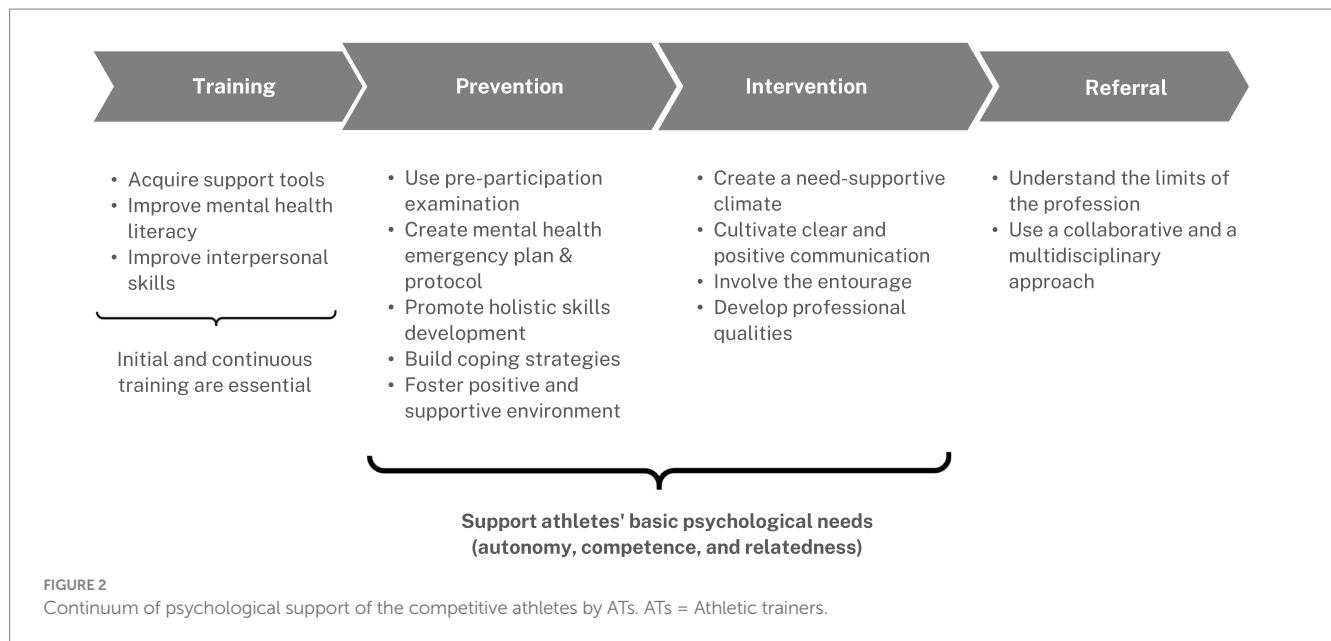 Training
Prevention
Intervention
Referral
• Acquire support tools
• Improve mental health
literacy
• Improve interpersonal
skills
Initial and continuous
training are essential
• Use pre-participation
examination
• Create mental health
emergency plan &
protocol
• Promote holistic skills
development
• Build coping strategies
• Foster positive and
supportive environment
• Create a need-supportive
climate
• Cultivate clear and
positive communication
• Involve the entourage
• Develop professional
qualities
• Understand the limits of
the profession
• Use a collaborative and a
multidisciplinary
approach
Support athletes' basic psychological needs
(autonomy, competence, and relatedness)
FIGURE 2
Continuum of psychological support of the competitive athletes by ATs. ATs = Athletic trainers.